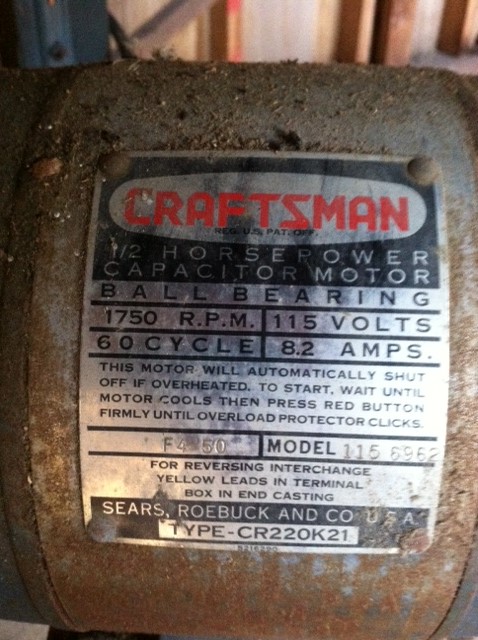 CRAFTSMAN
REG. U.S. PAT. OFF.
1/2 HORSEPOWER
CAPACITOR MOTOR
BALL BEARING
1750 R.P.M. 115 VOLTS
60 CYCLE 8.2 AMPS.
THIS MOTOR WILL AUTOMATICALLY SHUT
OFF IF OVERHEATED. TO START, WAIT UNTIL
MOTOR COOLS THEN PRESS RED BUTTON
FIRMLY UNTIL OVERLOAD PROTECTOR CLICKS.
F4 50 MODEL 115 6962
FOR REVERSING INTERCHANGE
YELLOW LEADS IN TERMINAL
BOX IN END CASTING
SEARS, ROEBUCK AND CO U.S.A.
TYPE-CR220K21